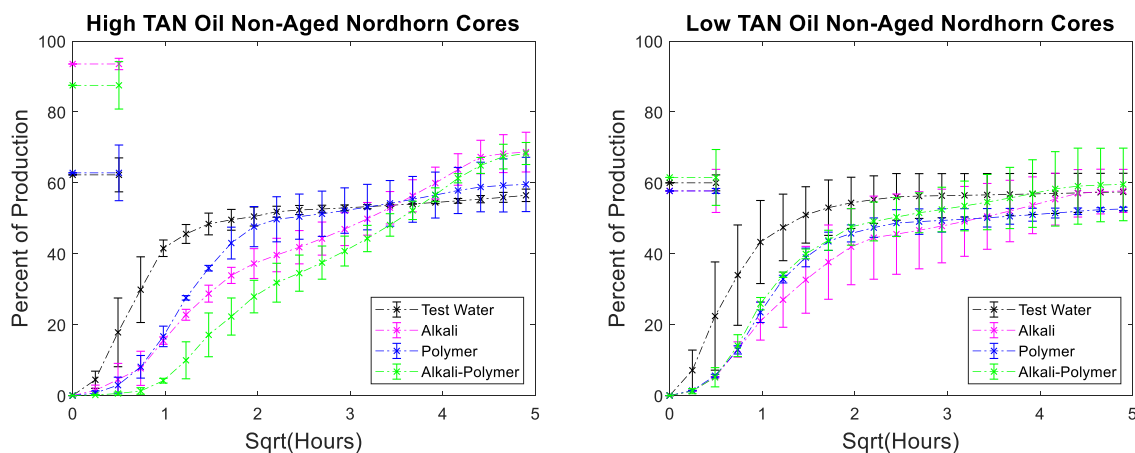 High TAN Oil Non-Aged Nordhorn Cores
Percent of Production
100
80
60
40
20
0
0 1 2 3 4 5
Sqrt(Hours)
Test Water
Alkali
Polymer
Alkali-Polymer
Low TAN Oil Non-Aged Nordhorn Cores
Percent of Production
100
80
60
40
20
0
0 1 2 3 4 5
Sqrt(Hours)
Test Water
Alkali
Polymer
Alkali-Polymer